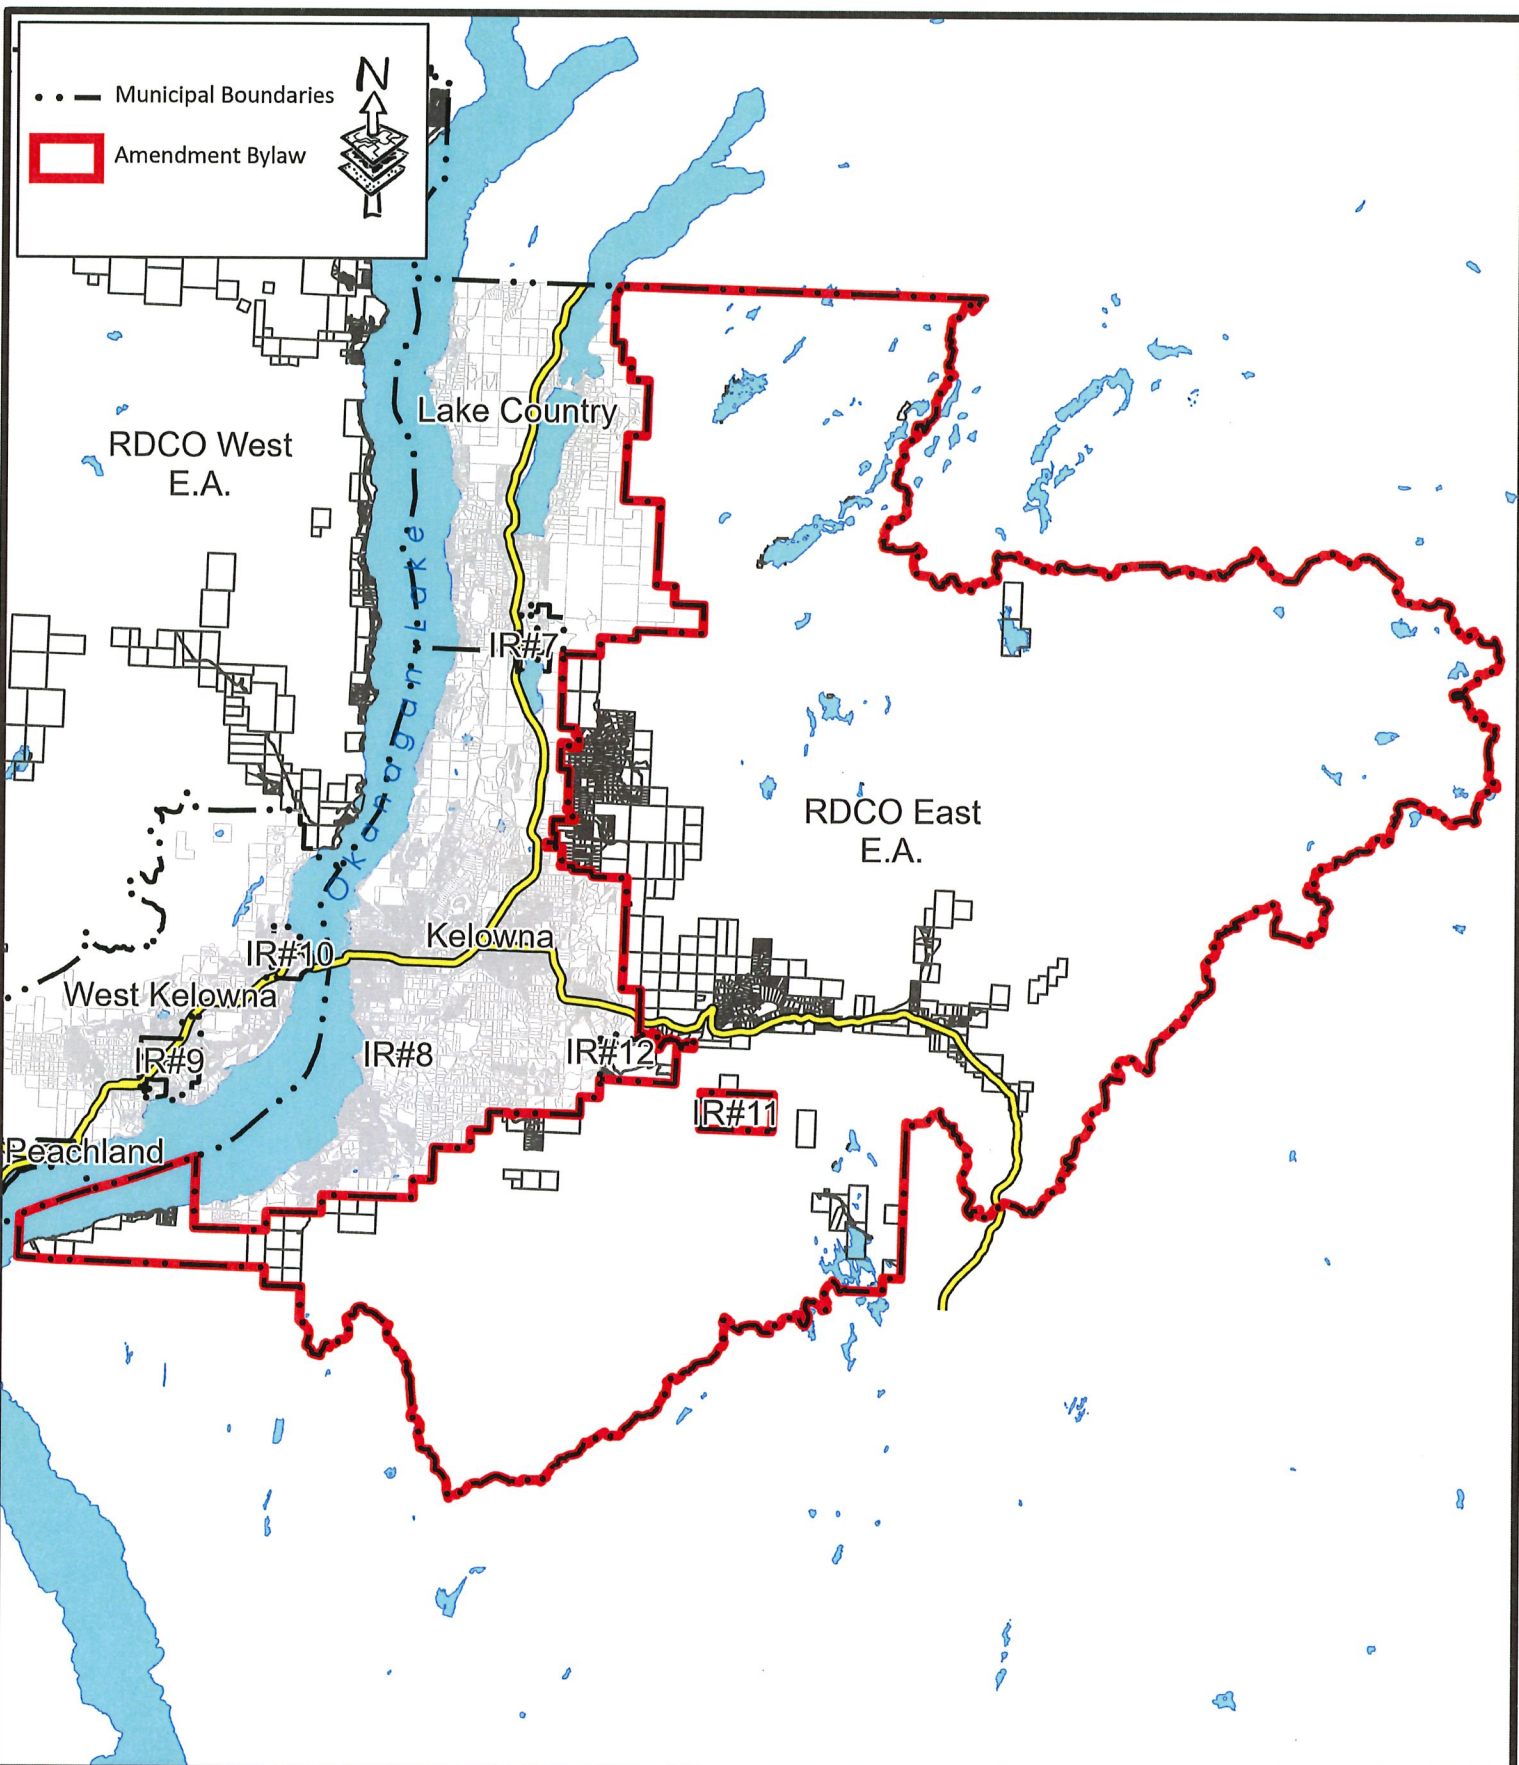 N
Municipal Boundaries
Amendment Bylaw
Lake Country
RDCO West
E.A.
Okanagan Lake
IR#7
RDCO East
E.A.
Kelowna
IR#10
West Kelowna
IR#9
IR#8
IR#12
IR#11
Peachland